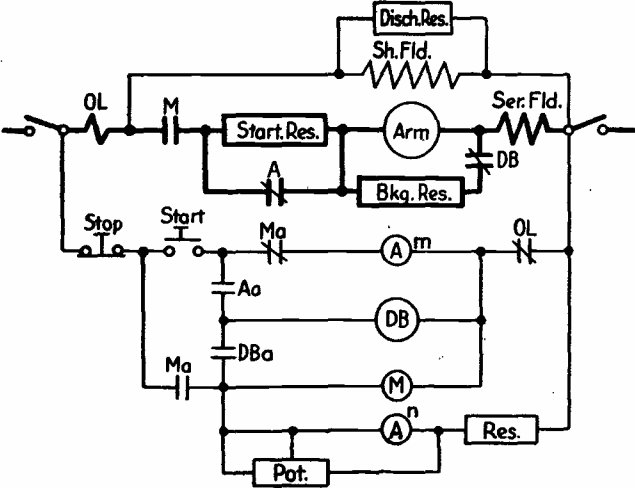 Disch.Res.
Sh.Fld.
OL
M
Start.Res.
Arm
Ser.Fld.
A
Bkg.Res.
DB
Stop
Start
Ma
A m
OL
Aa
DB
DBa
Ma
M
A n
Res.
Pot.